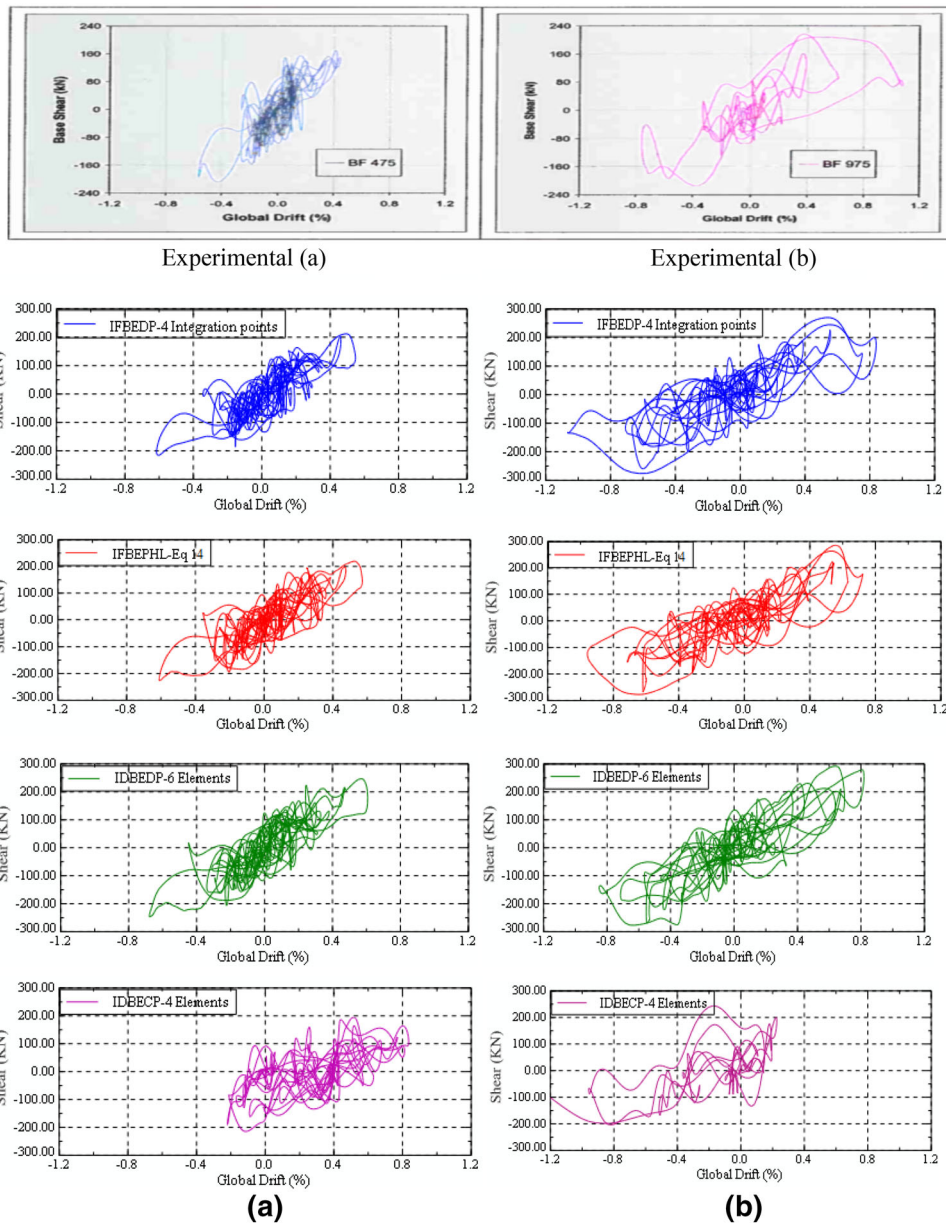 240
160
80
0
-80
-160
-240
Base Shear (kN)
BF 475
-1.2 -0.8 -0.4 0.0 0.4 0.8 1.2
Global Drift (%)
Experimental (a)
240
160
80
0
-80
-160
-240
Base Shear (kN)
BF 975
-1.2 -0.8 -0.4 0.0 0.4 0.8 1.2
Global Drift (%)
Experimental (b)
300.00
200.00
100.00
0.00
-100.00
-200.00
-300.00
Shear (KN)
IFBEDP-4 Integration points
-1.2 -0.8 -0.4 0.0 0.4 0.8 1.2
Global Drift (%)
300.00
200.00
100.00
0.00
-100.00
-200.00
-300.00
Shear (KN)
IFBEDP-4 Integration points
-1.2 -0.8 -0.4 0.0 0.4 0.8 1.2
Global Drift (%)
300.00
200.00
100.00
0.00
-100.00
-200.00
-300.00
Shear (KN)
IFBEPHL-Eq 14
-1.2 -0.8 -0.4 0.0 0.4 0.8 1.2
Global Drift (%)
300.00
200.00
100.00
0.00
-100.00
-200.00
-300.00
Shear (KN)
IFBEPHL-Eq 14
-1.2 -0.8 -0.4 0.0 0.4 0.8 1.2
Global Drift (%)
300.00
200.00
100.00
0.00
-100.00
-200.00
-300.00
Shear (KN)
IDBEDP-6 Elements
-1.2 -0.8 -0.4 0.0 0.4 0.8 1.2
Global Drift (%)
300.00
200.00
100.00
0.00
-100.00
-200.00
-300.00
Shear (KN)
IDBEDP-6 Elements
-1.2 -0.8 -0.4 0.0 0.4 0.8 1.2
Global Drift (%)
300.00
200.00
100.00
0.00
-100.00
-200.00
-300.00
Shear (KN)
IDBECP-4 Elements
-1.2 -0.8 -0.4 0.0 0.4 0.8 1.2
Global Drift (%)
(a)
300.00
200.00
100.00
0.00
-100.00
-200.00
-300.00
Shear (KN)
IDBECP-4 Elements
-1.2 -0.8 -0.4 0.0 0.4 0.8 1.2
Global Drift (%)
(b)